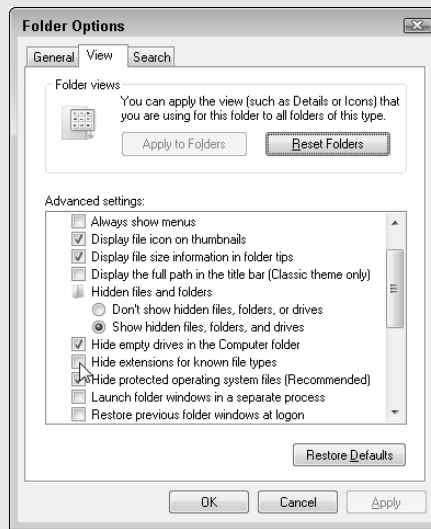 Folder Options
General View Search
Folder views
You can apply the view (such as Details or Icons) that
you are using for this folder to all folders of this type.
Apply to Folders Reset Folders
Advanced settings:
Always show menus
Display file icon on thumbnails
Display file size information in folder tips
Display the full path in the title bar (Classic theme only)
Hidden files and folders
Don't show hidden files, folders, or drives
Show hidden files, folders, and drives
Hide empty drives in the Computer folder
Hide extensions for known file types
Hide protected operating system files (Recommended)
Launch folder windows in a separate process
Restore previous folder windows at logon
Restore Defaults
OK Cancel Apply